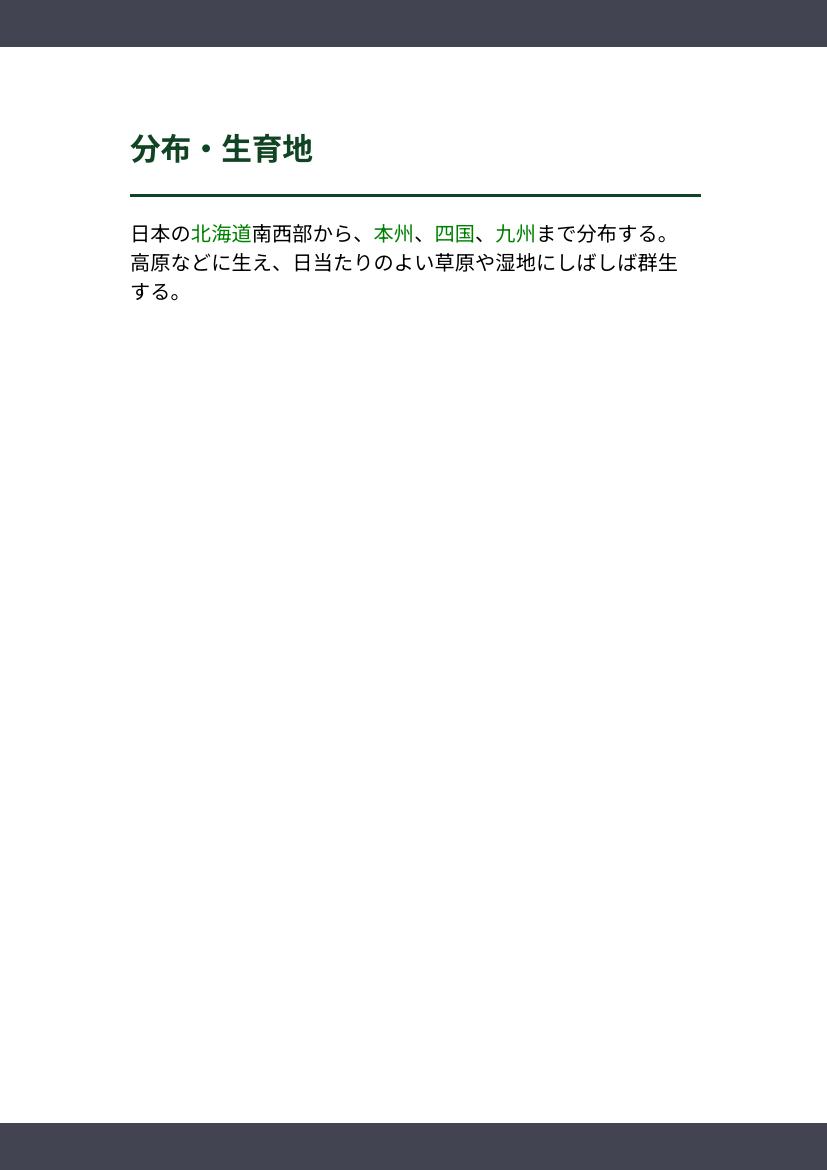 分布・生育地
日本の北海道南西部から、本州、四国、九州まで分布する。
高原などに生え、日当たりのよい草原や湿地にしばしば群生
する。